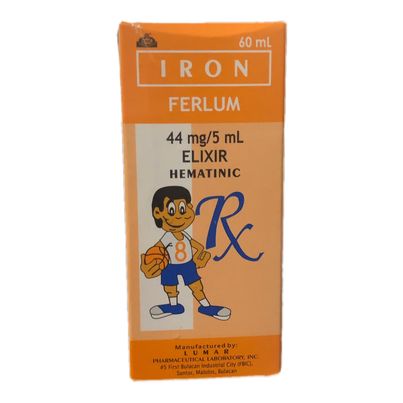 60 mL
IRON
FERLUM
44 mg/5 mL
ELIXIR
HEMATINIC
Rx
8
Manufactured by:
LUMAR
PHARMACEUTICAL LABORATORY, INC.
#5 First Bulacan Industrial City (FBIC),
Santor, Malolos, Bulacan